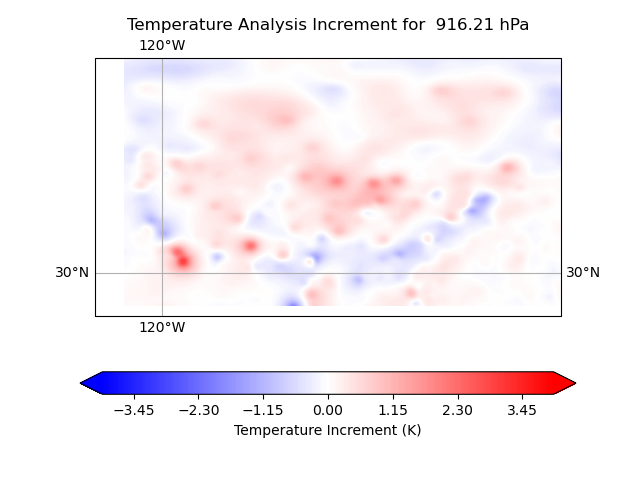 Temperature Analysis Increment for  916.21 hPa
120°W
30°N
30°N
120°W
−3.45 −2.30 −1.15 0.00 1.15 2.30 3.45
Temperature Increment (K)